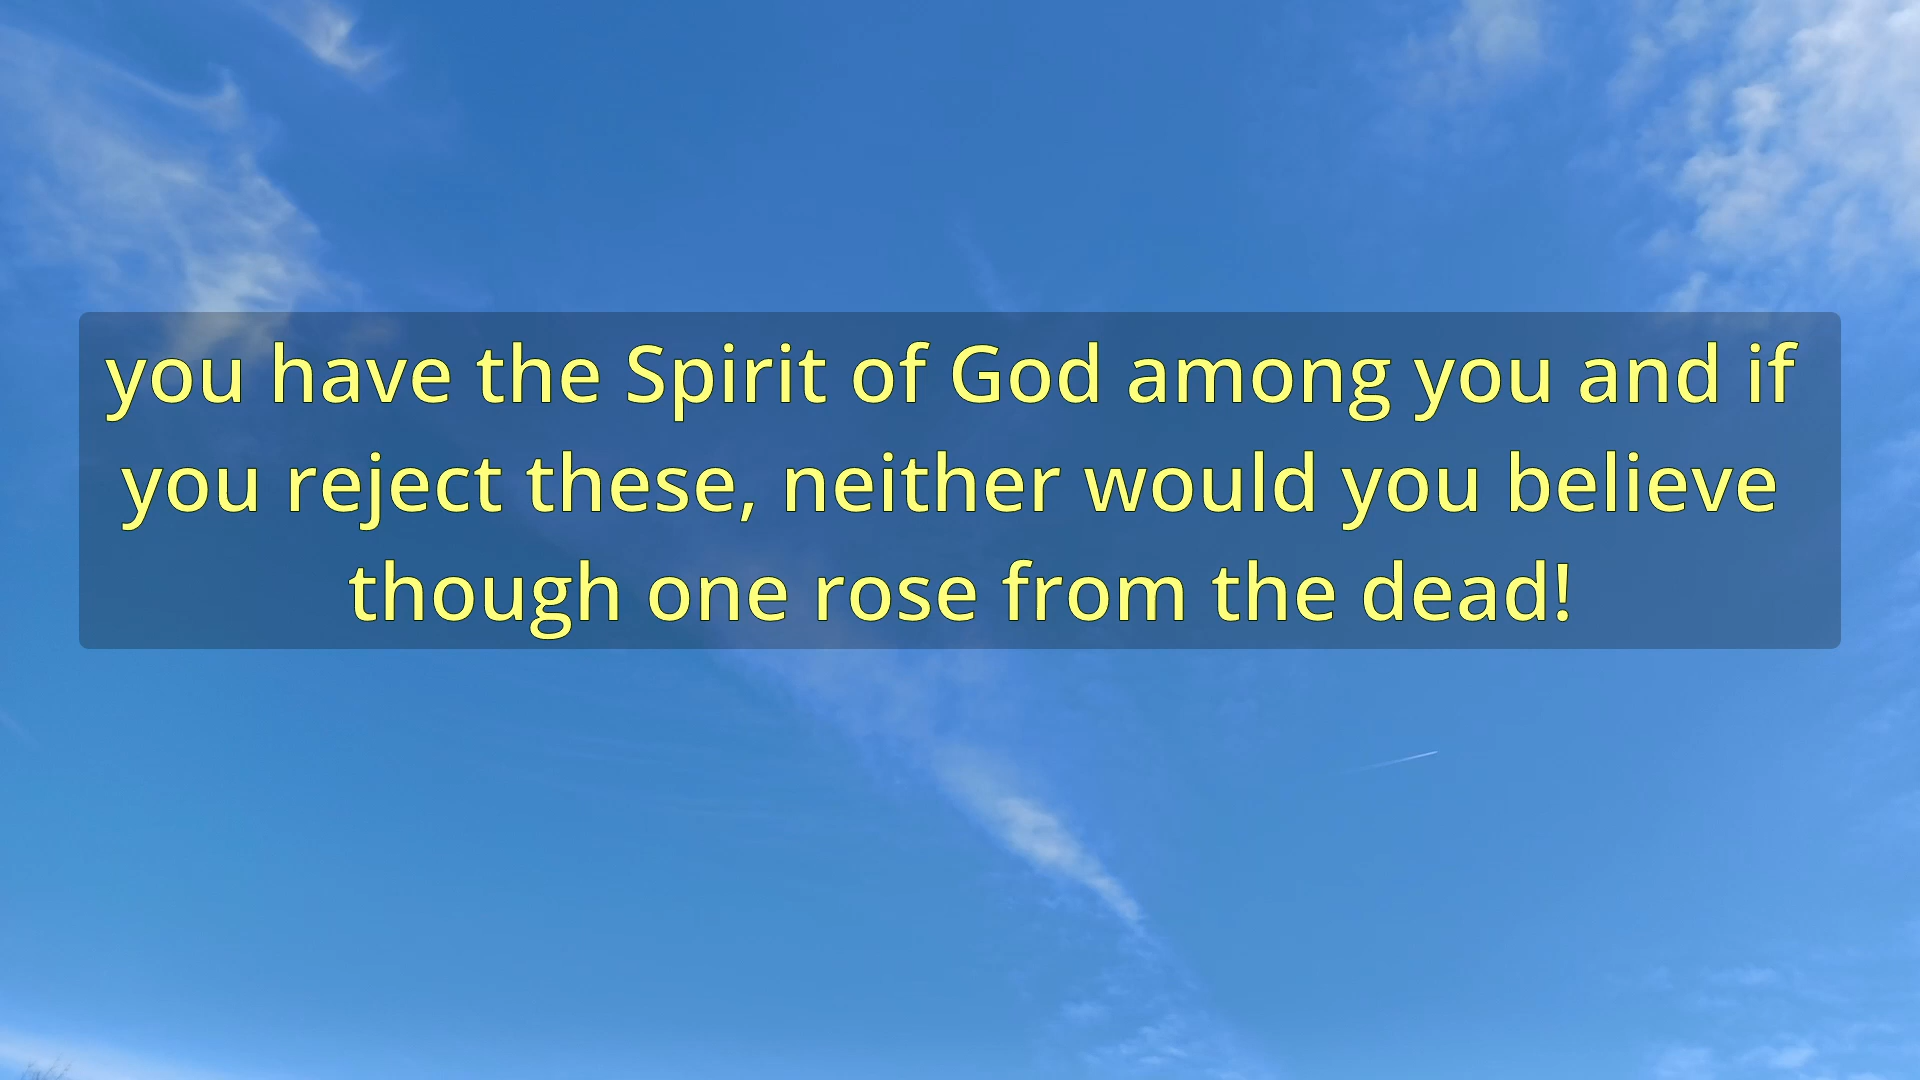 you have the Spirit of God among you and if
you reject these, neither would you believe
though one rose from the dead!